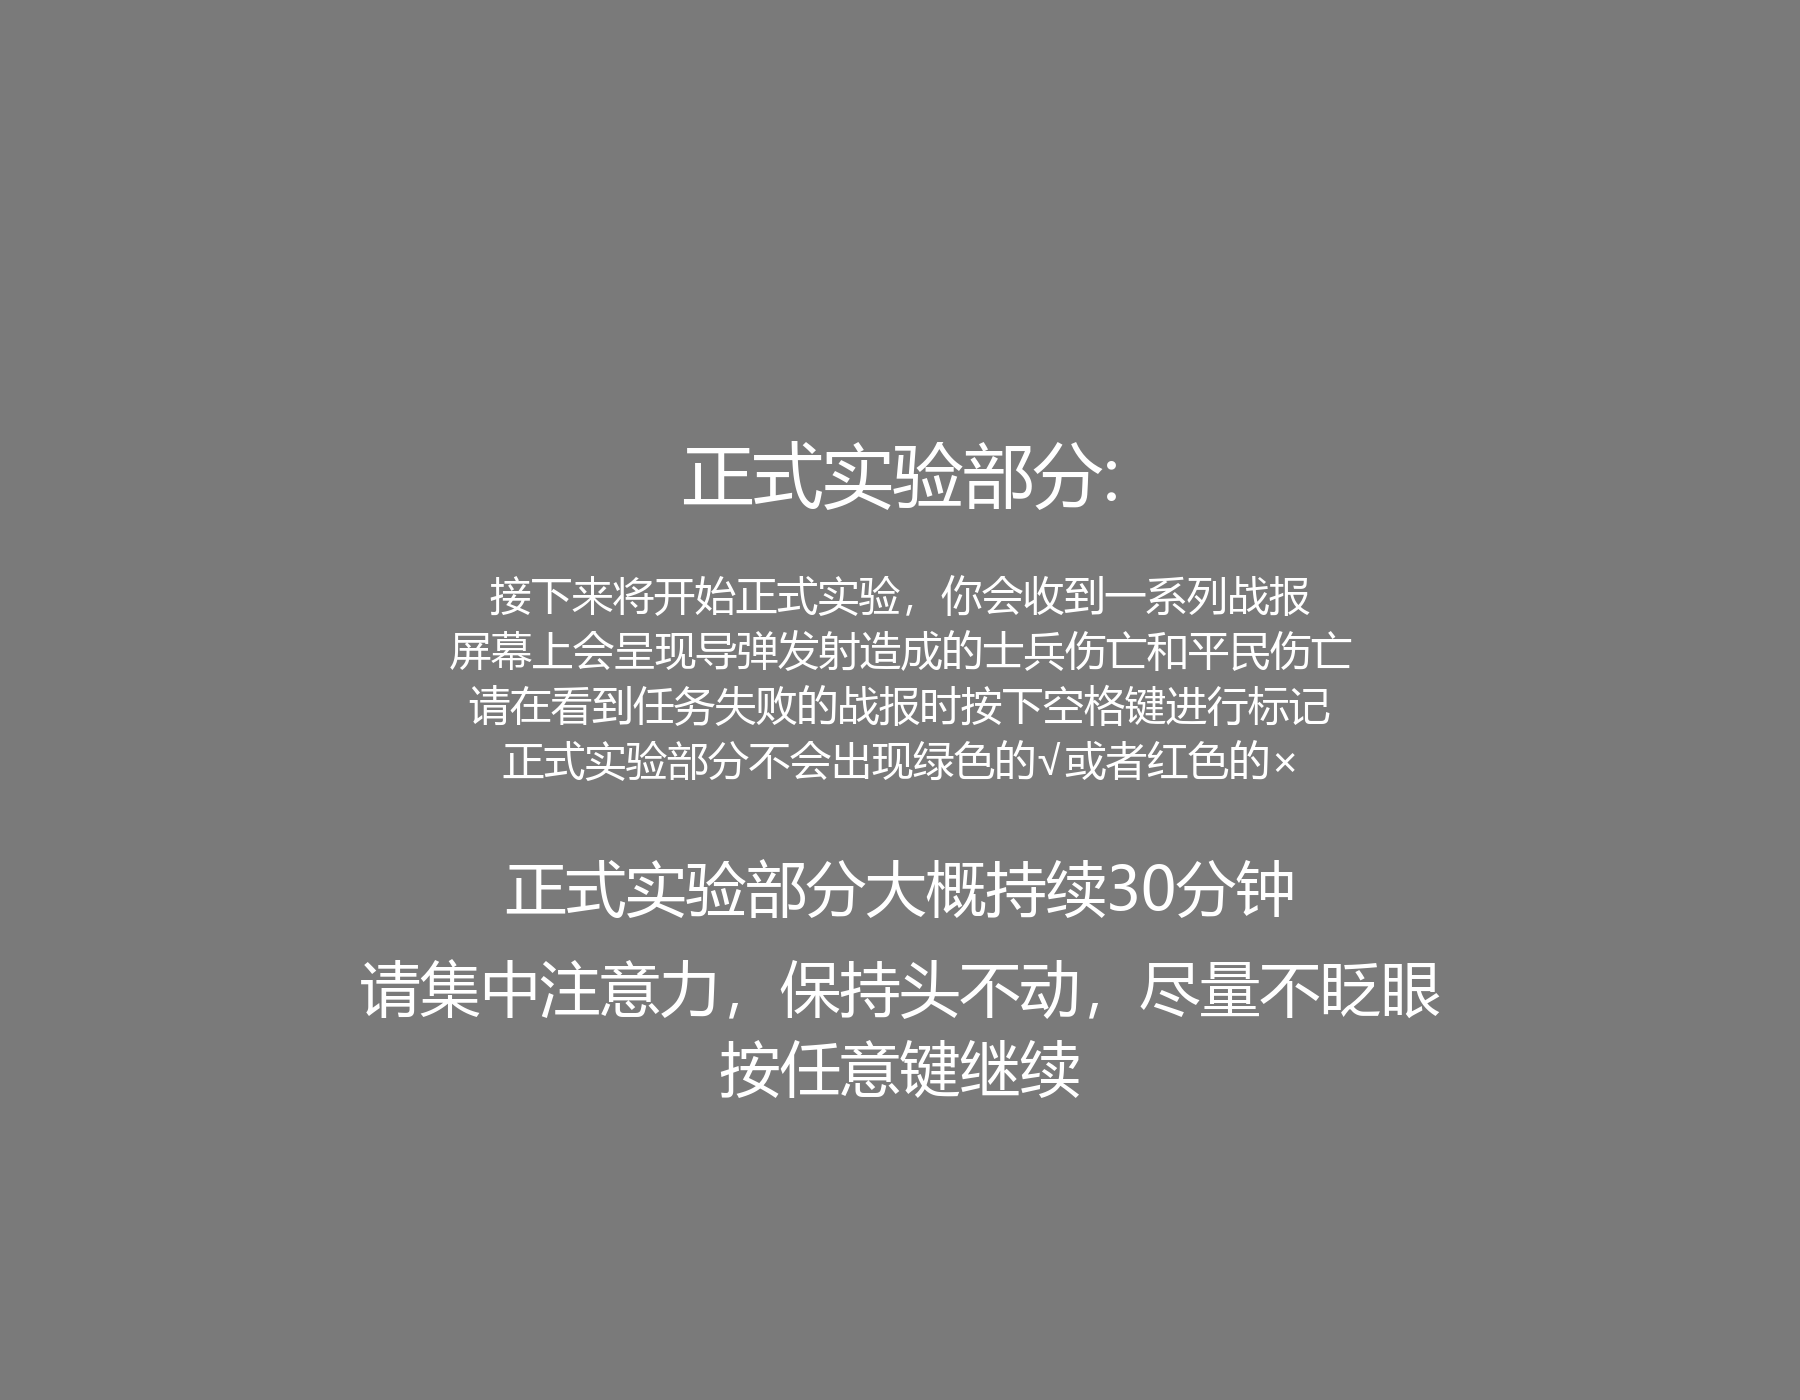 正式实验部分:
接下来将开始正式实验，你会收到一系列战报
屏幕上会呈现导弹发射造成的士兵伤亡和平民伤亡
请在看到任务失败的战报时按下空格键进行标记
正式实验部分不会出现绿色的√或者红色的×
正式实验部分大概持续30分钟
请集中注意力，保持头不动，尽量不眨眼
按任意键继续